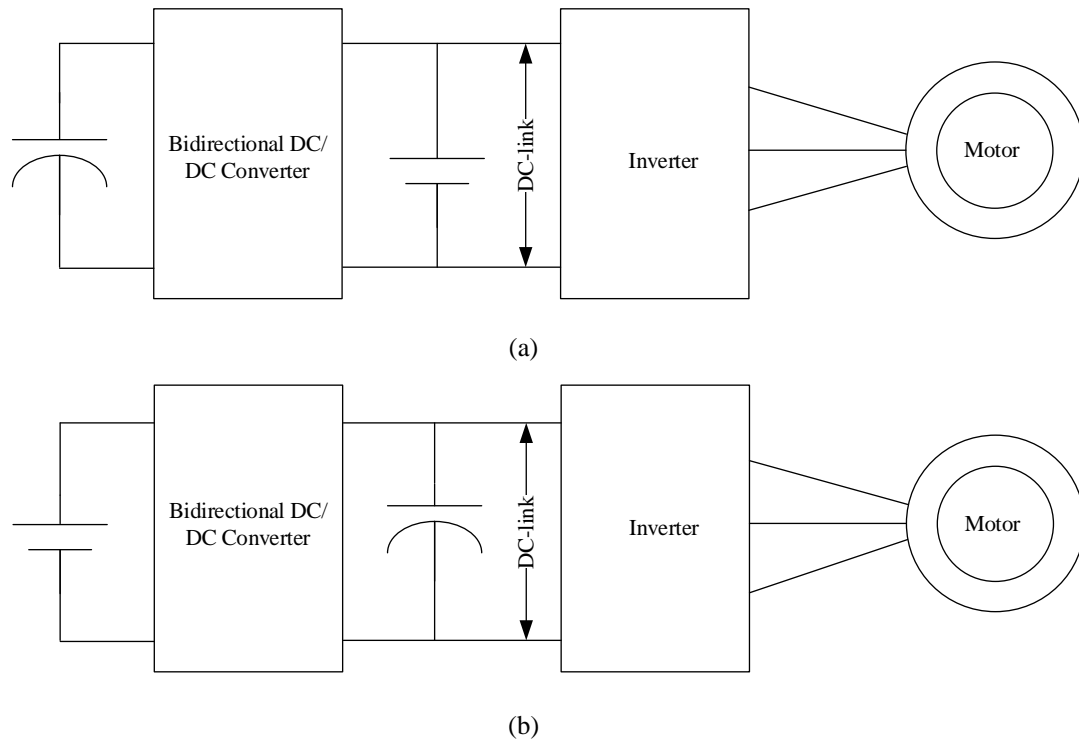 Bidirectional DC/
DC Converter
DC-link
Inverter
Motor
(a)
Bidirectional DC/
DC Converter
DC-link
Inverter
Motor
(b)